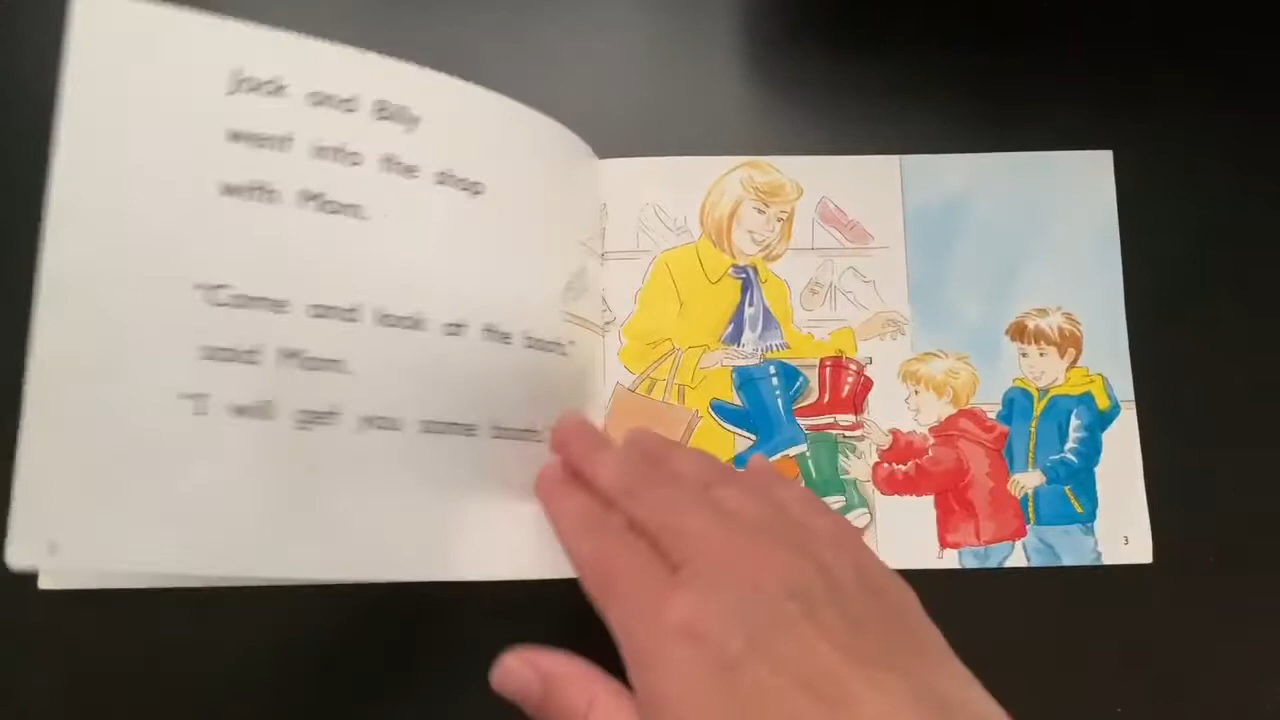 Jack and Billy
went into the shop
with Mom.
"Come and look at the boots,"
said Mom.
"I will get you some boots."
3